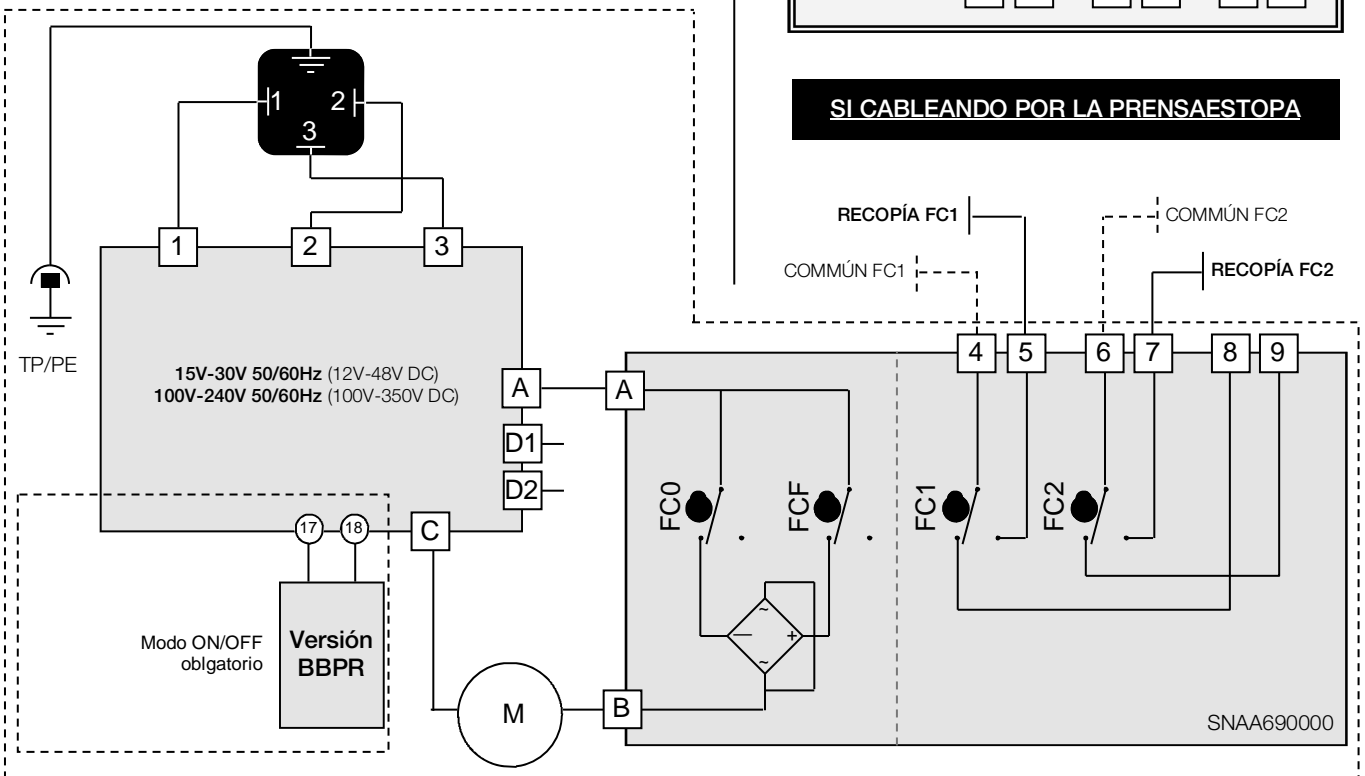 1 2
3
SI CABLEANDO POR LA PRENSAESTOPA
RECOPÍA FC1
COMMÚN FC2
COMMÚN FC1
RECOPÍA FC2
1 2 3
TP/PE
4 5 6 7 8 9
15V-30V 50/60Hz (12V-48V DC)
100V-240V 50/60Hz (100V-350V DC)
A
A
D1
D2
FC0
FCF
FC1
FC2
17 18
C
~
— +
~
Modo ON/OFF
oblgatorio
Versión
BBPR
M
B
SNAA690000